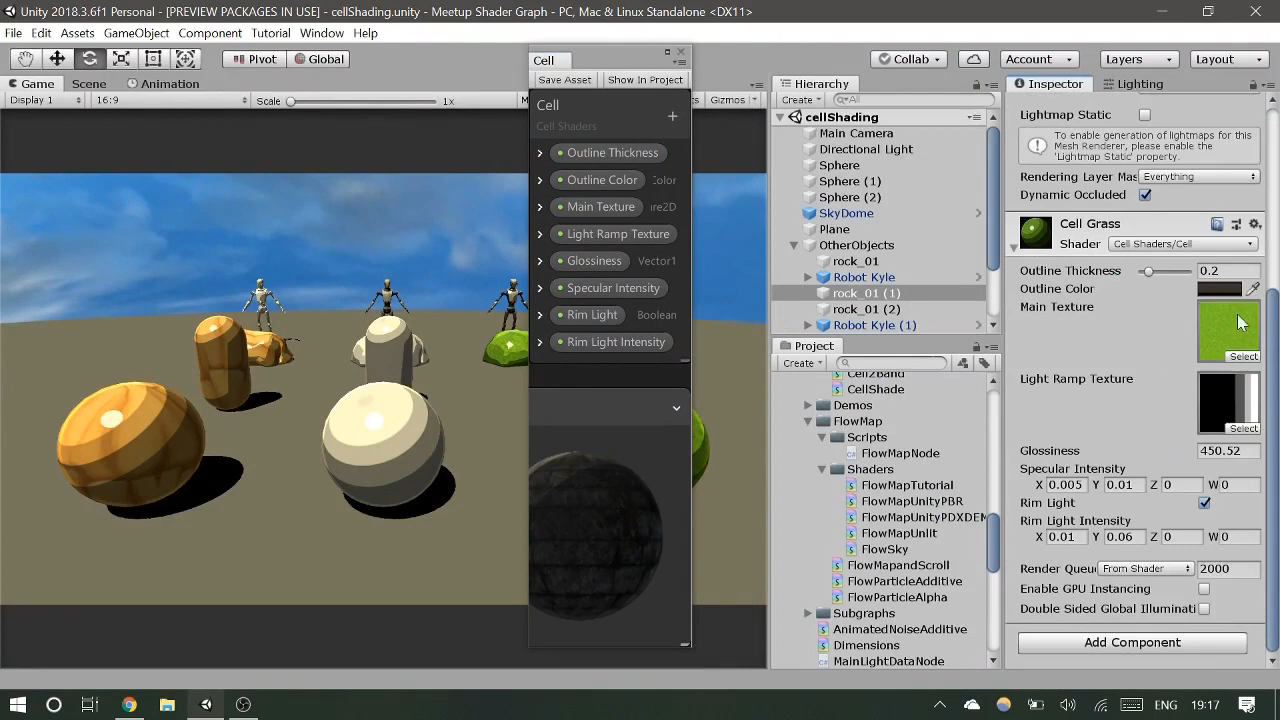 Unity 2018.3.6f1 Personal - [PREVIEW PACKAGES IN USE] - cellShading.unity - Meetup Shader Graph - PC, Mac & Linux Standalone <DX11>
File Edit Assets GameObject Component Tutorial Window Help
Pivot Global
Collab Account Layers Layout
Game Scene Animation
Display 1 16:9 Scale 1x Gizmos
Cell
Save Asset Show In Project
Cell
Cell Shaders
Outline Thickness
Outline Color Color
Main Texture
Light Ramp Texture
Glossiness Vector1
Specular Intensity
Rim Light Boolean
Rim Light Intensity
Hierarchy
Create All
cellShading
Main Camera
Directional Light
Sphere
Sphere (1)
Sphere (2)
SkyDome
Plane
OtherObjects
rock_01
Robot Kyle
rock_01 (1)
rock_01 (2)
Robot Kyle (1)
Project
Create
Cell2Band
CellShade
Demos
FlowMap
Scripts
FlowMapNode
Shaders
FlowMapTutorial
FlowMapUnityPBR
FlowMapUnityPDXDEM
FlowMapUnlit
FlowSky
FlowMapandScroll
FlowParticleAdditive
FlowParticleAlpha
Subgraphs
AnimatedNoiseAdditive
Dimensions
MainLightDataNode
Inspector Lighting
Lightmap Static
To enable generation of lightmaps for this
Mesh Renderer, please enable the
'Lightmap Static' property.
Rendering Layer Mas Everything
Dynamic Occluded
Cell Grass
Shader Cell Shaders/Cell
Outline Thickness 0.2
Outline Color
Main Texture
Select
Light Ramp Texture
Select
Glossiness 450.52
Specular Intensity
X 0.005 Y 0.01 Z 0 W 0
Rim Light
Rim Light Intensity
X 0.01 Y 0.06 Z 0 W 0
Render Queu From Shader 2000
Enable GPU Instancing
Double Sided Global Illuminati
Add Component
ENG 19:17